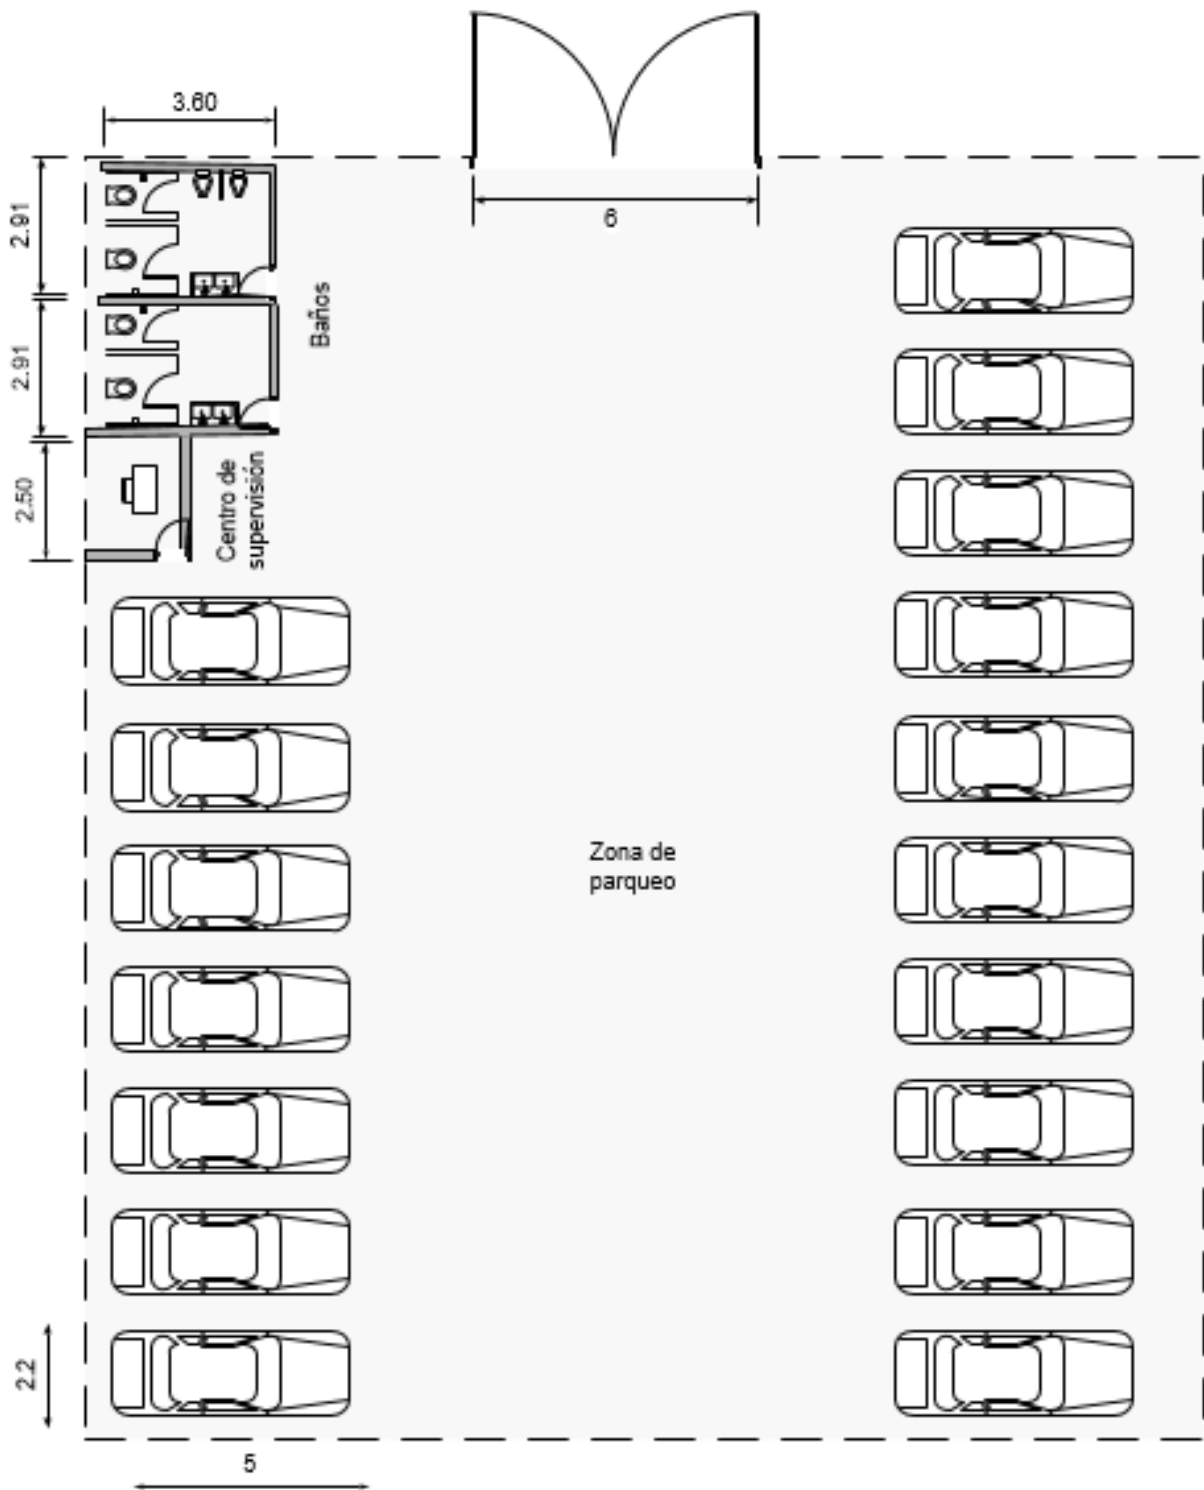 3.60
6
2.91
Baños
2.91
Centro de
supervisión
2.50
Zona de
parqueo
2.2
5